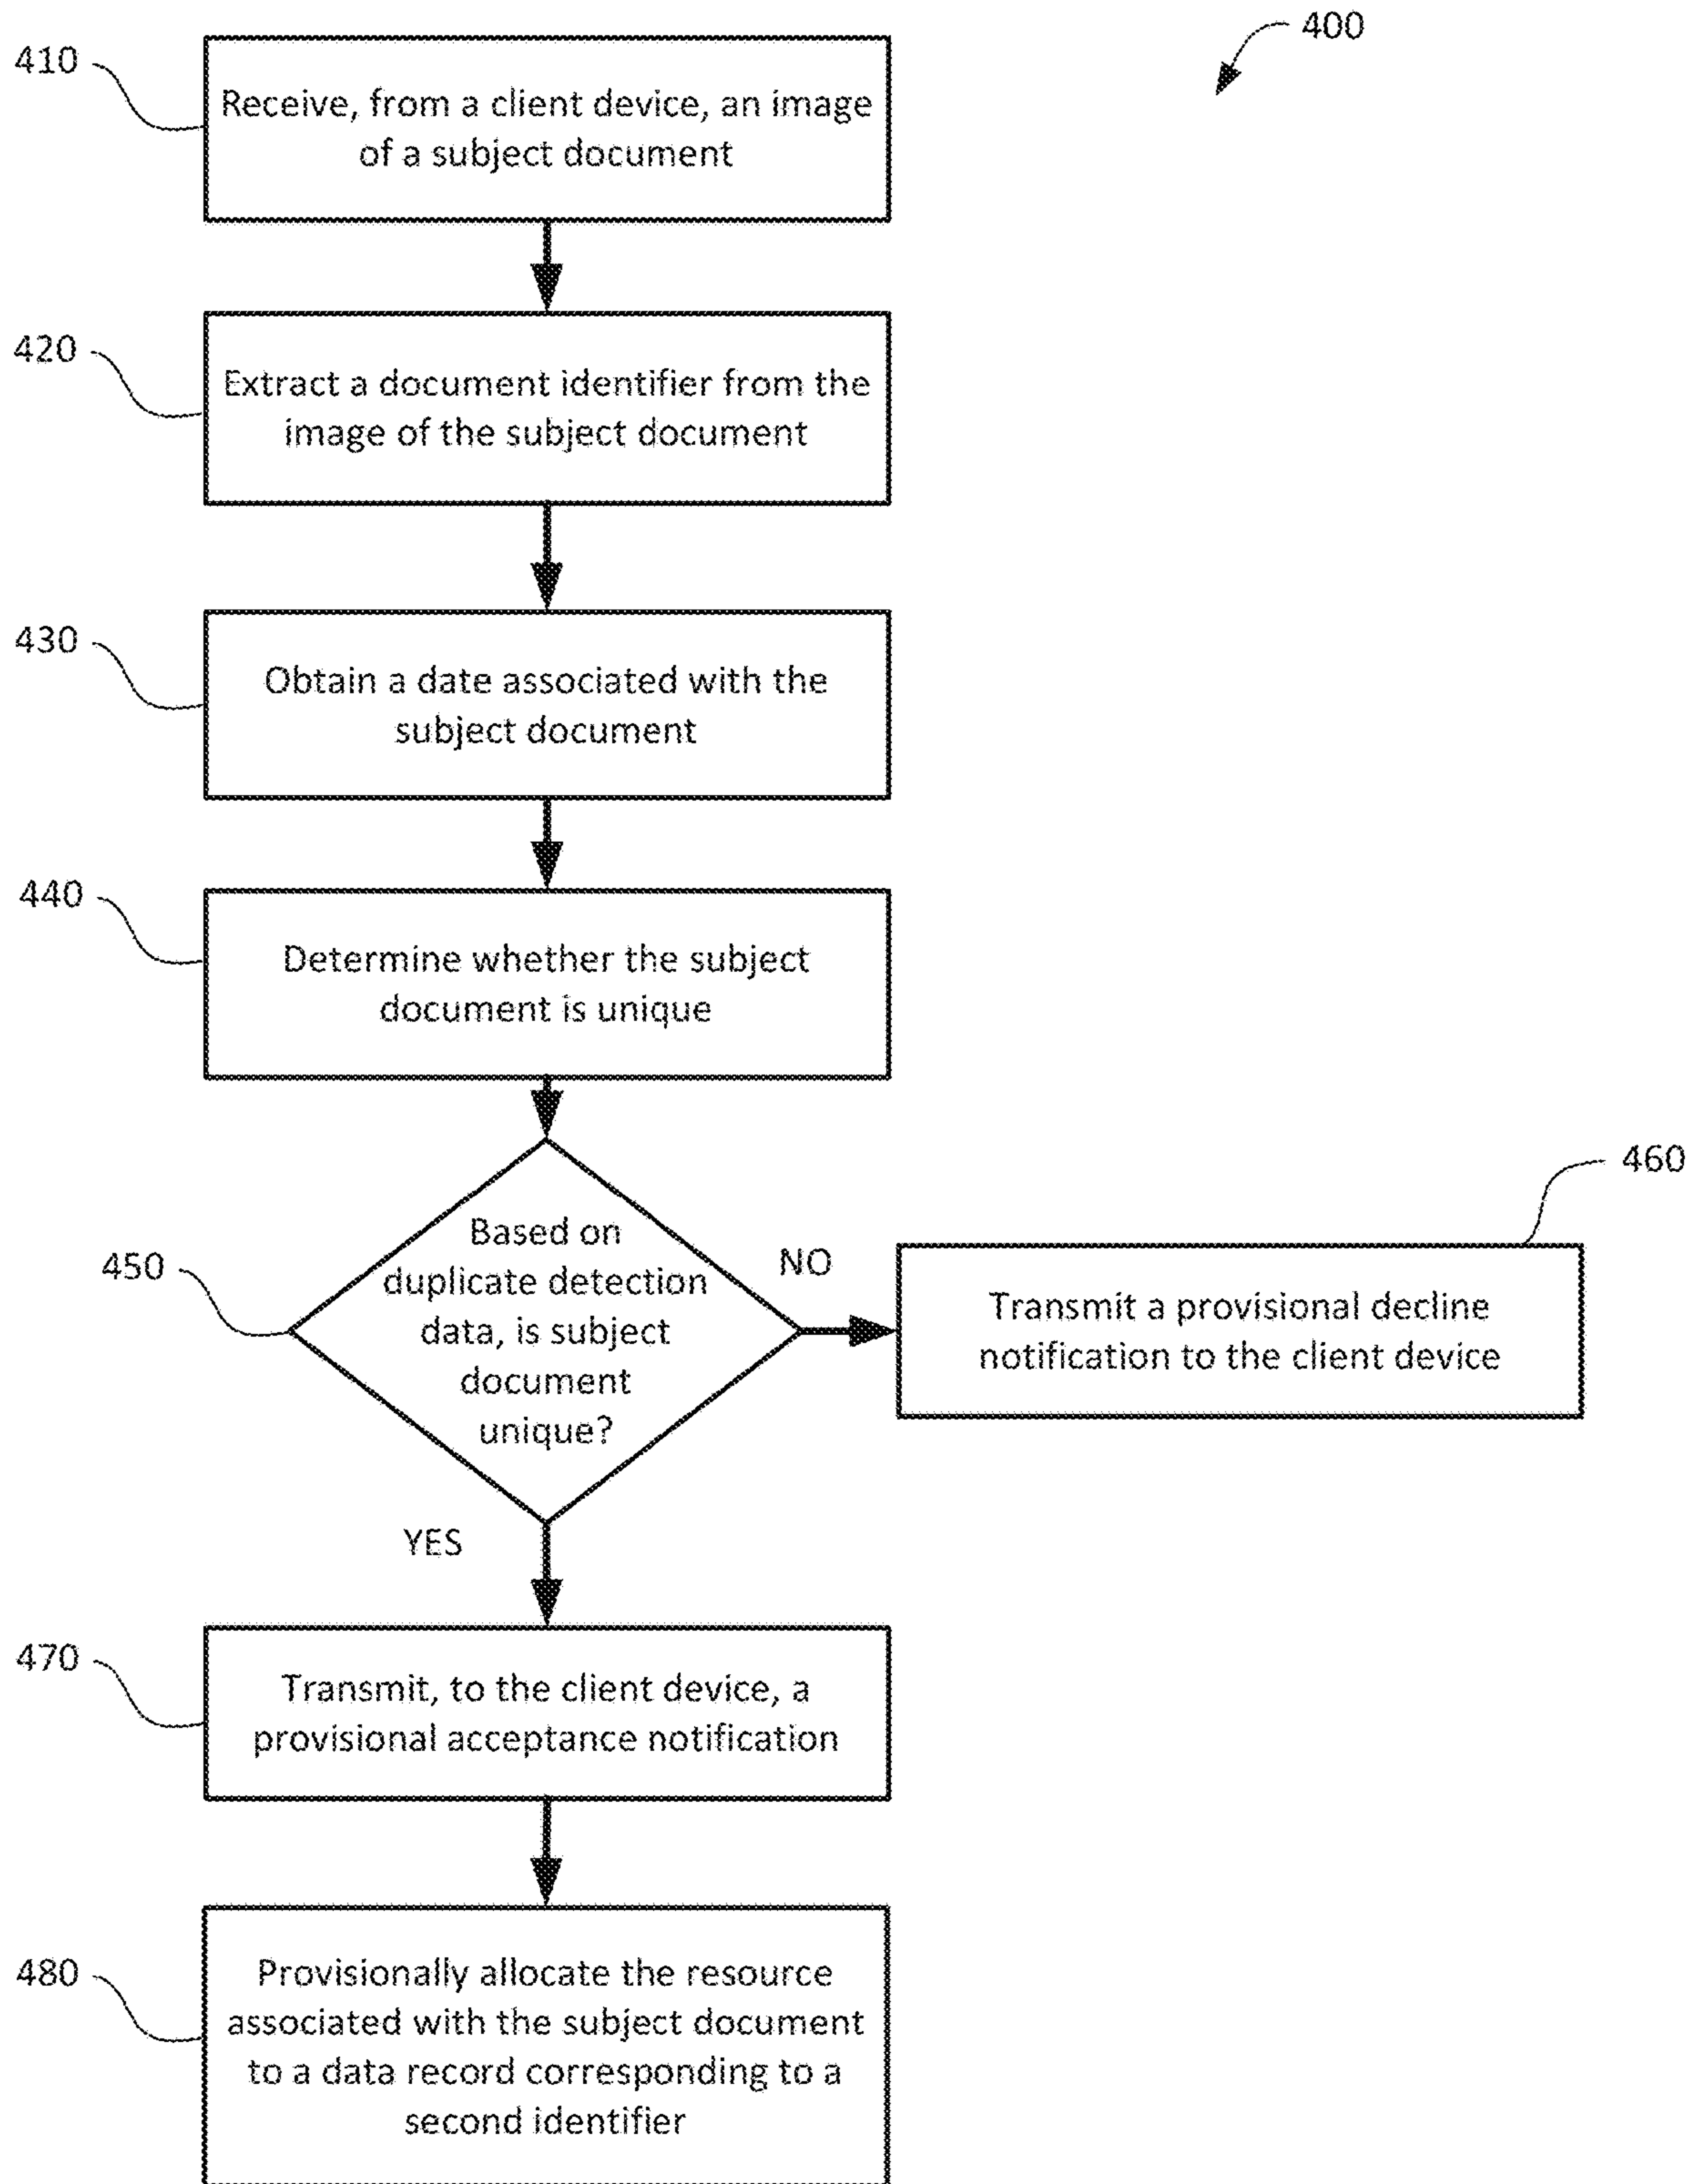 400
410
Receive, from a client device, an image
of a subject document
420
Extract a document identifier from the
image of the subject document
430
Obtain a date associated with the
subject document
440
Determine whether the subject
document is unique
450
Based on
duplicate detection
data, is subject
document
unique?
NO
460
Transmit a provisional decline
notification to the client device
YES
470
Transmit, to the client device, a
provisional acceptance notification
480
Provisionally allocate the resource
associated with the subject document
to a data record corresponding to a
second identifier